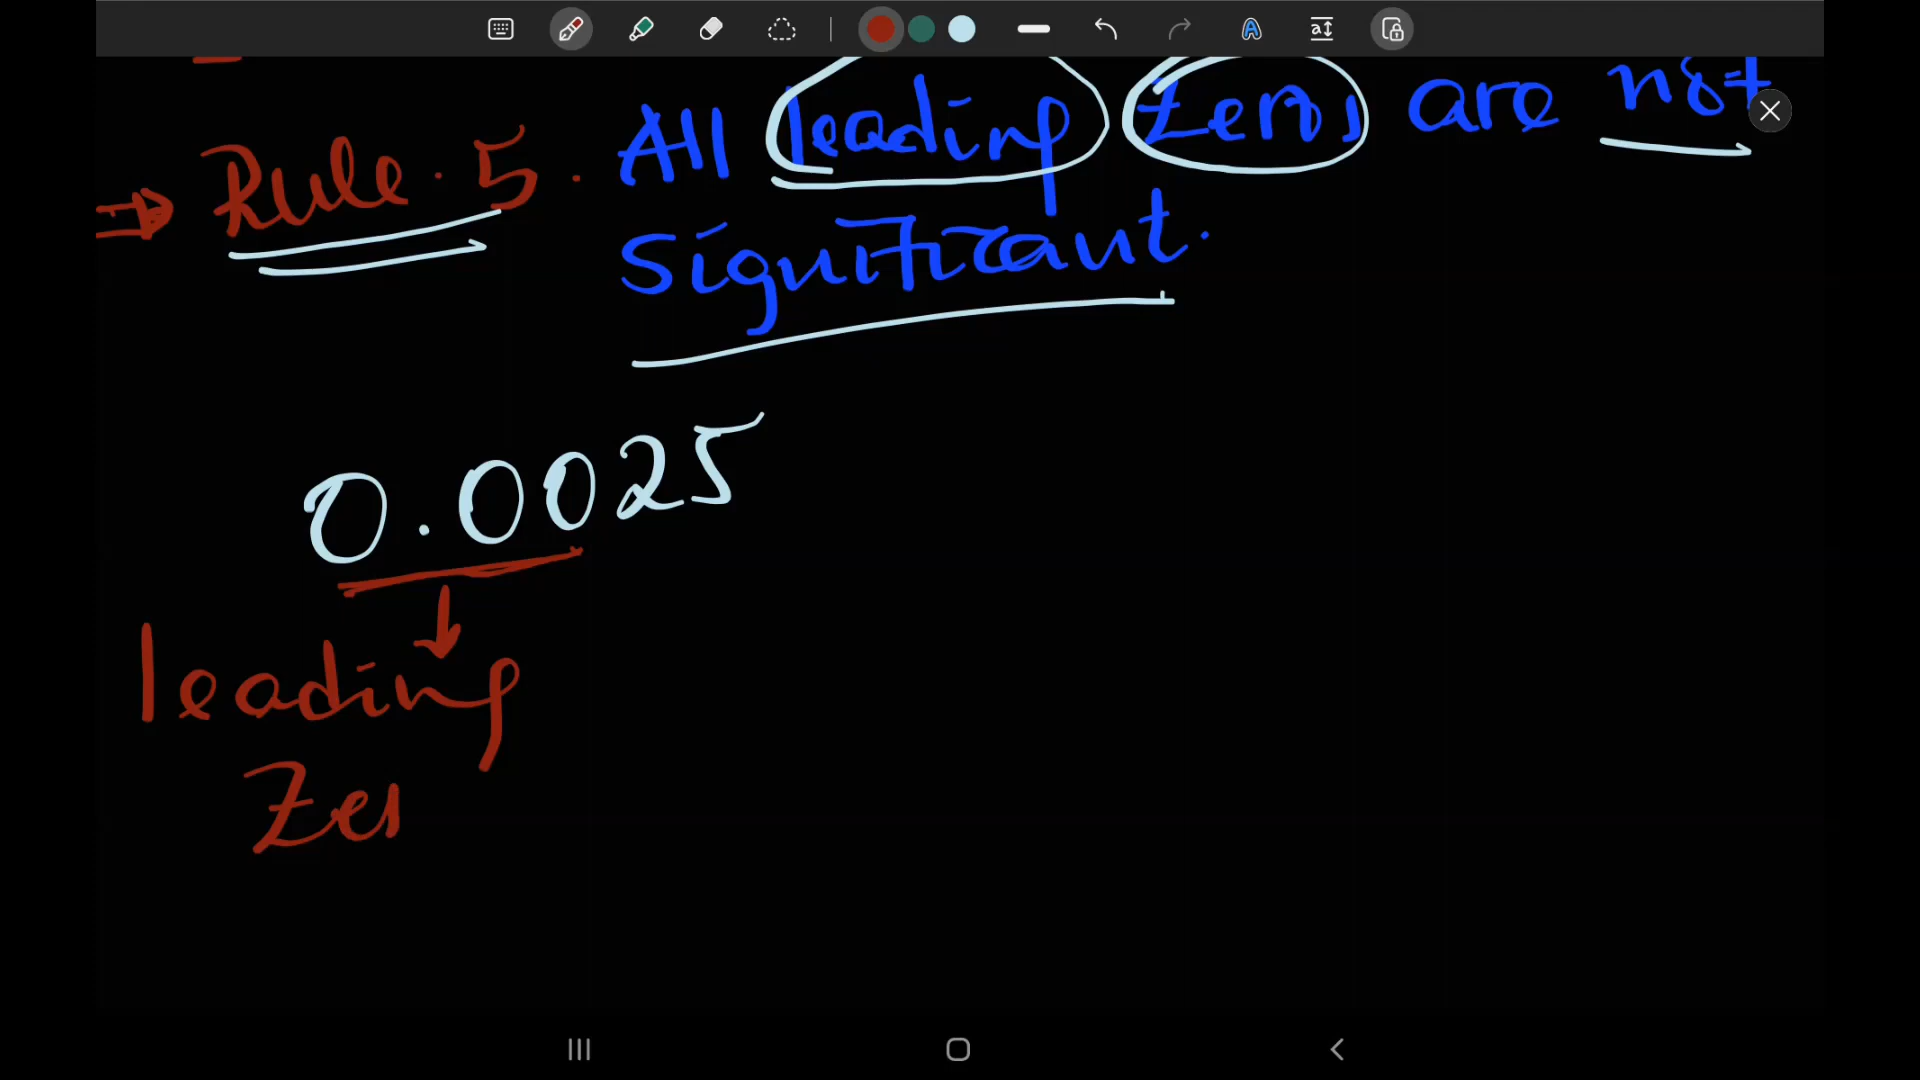 ⇒ Rule. 5. All leading Zeros are not
Significant.
0.0025
leading
Zer